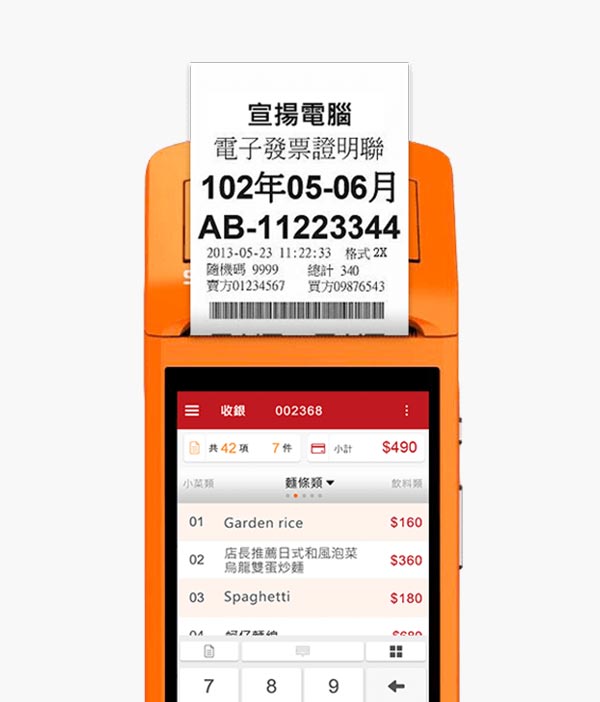 宣揚電腦
電子發票證明聯
102年05-06月
AB-11223344
2013-05-23 11:22:33 格式 2X
隨機碼 9999 總計 340
賣方01234567 買方09876543
收銀 002368
共 42 項 7 件 小計 $490
小菜類 麵條類 飲料類
01 Garden rice $160
02 店長推薦日式和風泡菜烏龍雙蛋炒麵 $360
03 Spaghetti $180
04 蚵仔麵線 $680
7 8 9